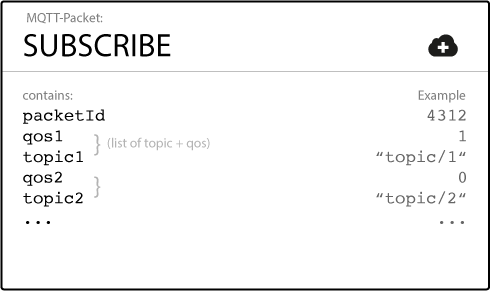 MQTT-Packet:
SUBSCRIBE
contains: Example
packetId 4312
qos1 1
} (list of topic + qos)
topic1 “topic/1“
qos2 0
}
topic2 “topic/2“
... ...